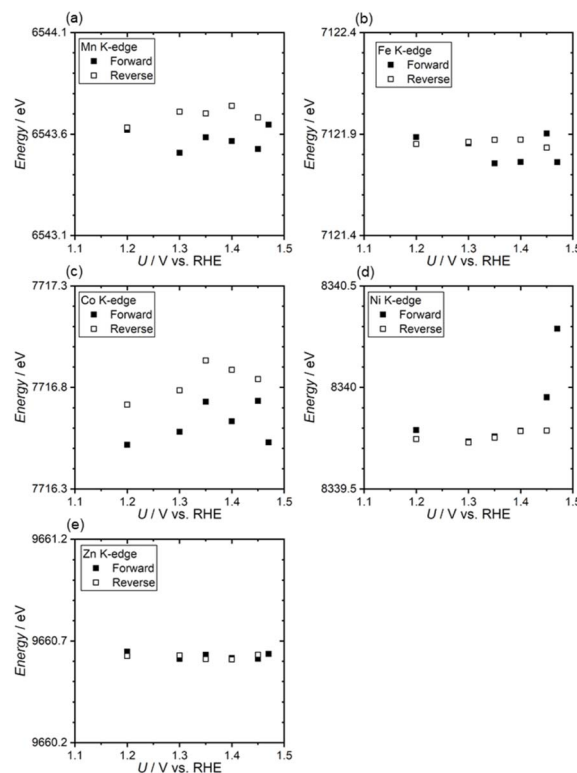 (a)
Mn K-edge
Forward
Reverse
6544.1
6543.6
6543.1
Energy / eV
1.1 1.2 1.3 1.4 1.5
U / V vs. RHE
(b)
Fe K-edge
Forward
Reverse
7122.4
7121.9
7121.4
Energy / eV
1.1 1.2 1.3 1.4 1.5
U / V vs. RHE
(c)
Co K-edge
Forward
Reverse
7717.3
7716.8
7716.3
Energy / eV
1.1 1.2 1.3 1.4 1.5
U / V vs. RHE
(d)
Ni K-edge
Forward
Reverse
8340.5
8340
8339.5
Energy / eV
1.1 1.2 1.3 1.4 1.5
U / V vs. RHE
(e)
Zn K-edge
Forward
Reverse
9661.2
9660.7
9660.2
Energy / eV
1.1 1.2 1.3 1.4 1.5
U / V vs. RHE